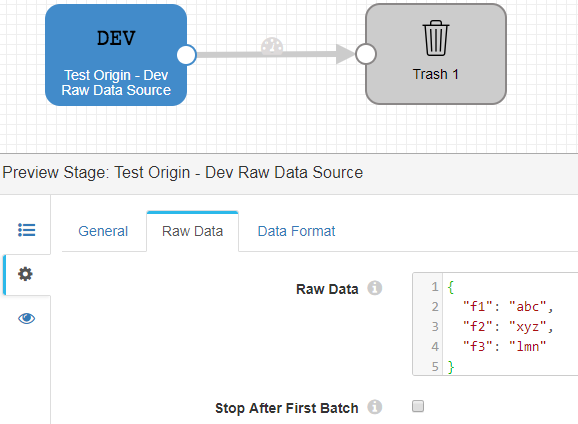 DEV
Test Origin - Dev
Raw Data Source
Trash 1
Preview Stage: Test Origin - Dev Raw Data Source
General
Raw Data
Data Format
Raw Data
1 {
2 "f1": "abc",
3 "f2": "xyz",
4 "f3": "lmn"
5 }
Stop After First Batch